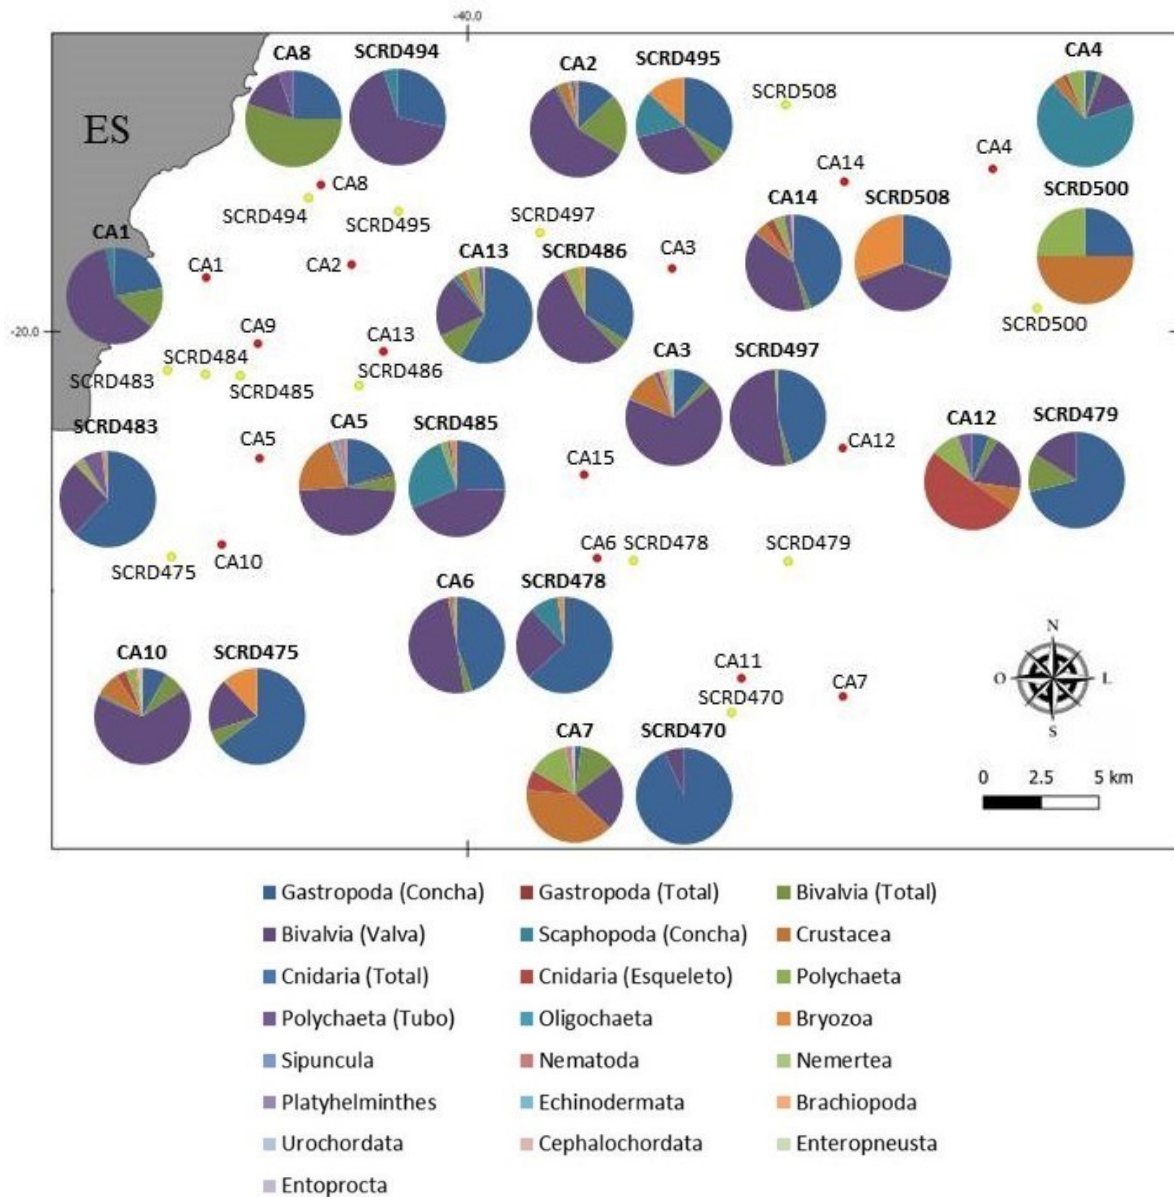 -40.0
CA8
SCRD494
CA2
SCRD495
SCRD508
CA4
ES
CA14
CA4
CA8
SCRD494
SCRD495
SCRD497
CA14
SCRD508
SCRD500
CA1
CA1
CA2
CA13
SCRD486
CA3
-20.0
CA9
CA13
SCRD500
SCRD483
SCRD484
SCRD485
SCRD486
CA3
SCRD497
SCRD483
CA5
CA5
SCRD485
CA15
CA12
CA12
SCRD479
SCRD475
CA10
CA6
SCRD478
SCRD479
CA6
SCRD478
N
O
L
S
CA10
SCRD475
CA11
CA7
SCRD470
CA7
SCRD470
0 2.5 5 km
Gastropoda (Concha) Gastropoda (Total) Bivalvia (Total)
Bivalvia (Valva) Scaphopoda (Concha) Crustacea
Cnidaria (Total) Cnidaria (Esqueleto) Polychaeta
Polychaeta (Tubo) Oligochaeta Bryozoa
Sipuncula Nematoda Nemertea
Platyhelminthes Echinodermata Brachiopoda
Urochordata Cephalochordata Enteropneusta
Entoprocta